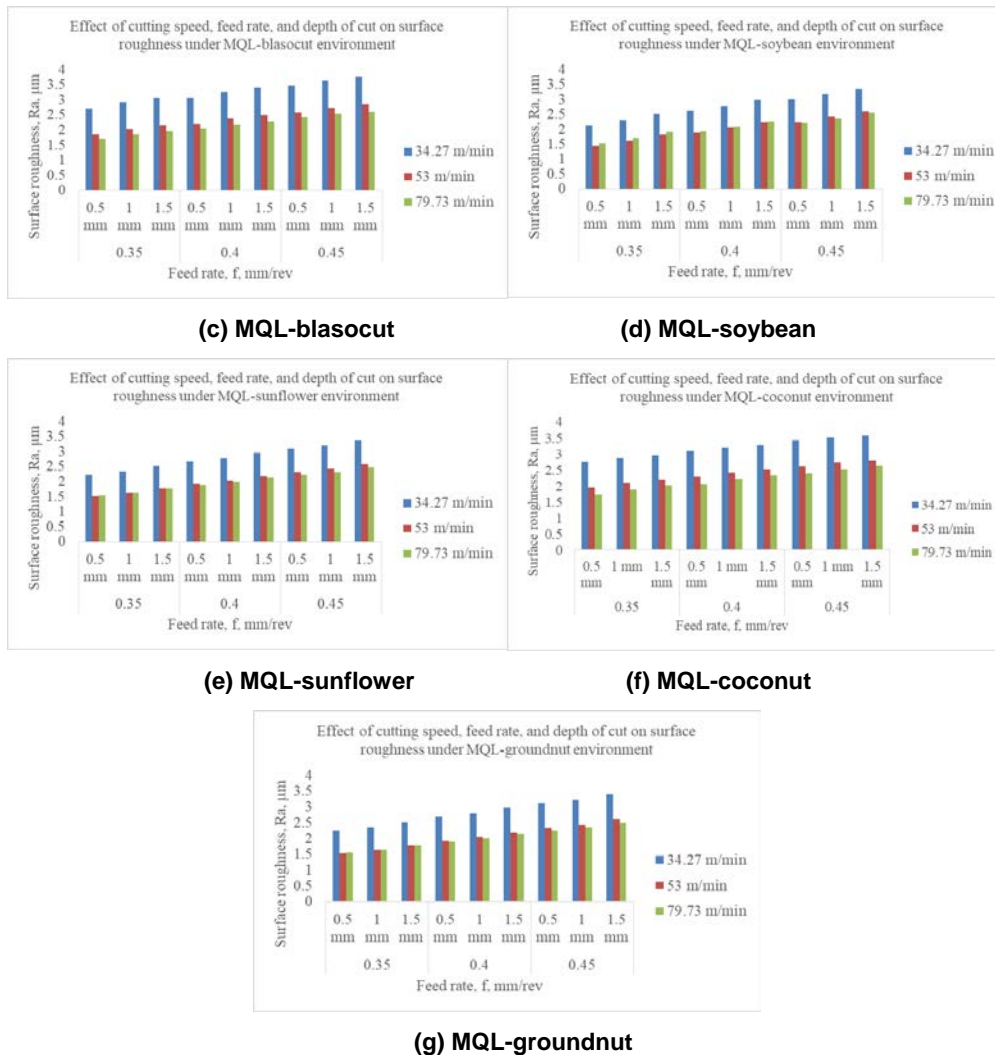 Effect of cutting speed, feed rate, and depth of cut on surface
roughness under MQL-blasocut environment
Surface roughness, Ra, μm
4
3.5
3
2.5
2
1.5
1
0.5
0
0.5 1 1.5 0.5 1 1.5 0.5 1 1.5
mm mm mm mm mm mm mm mm mm
0.35 0.4 0.45
Feed rate, f, mm/rev
34.27 m/min
53 m/min
79.73 m/min
(c) MQL-blasocut
Effect of cutting speed, feed rate, and depth of cut on surface
roughness under MQL-soybean environment
Surface roughness, Ra, μm
4
3.5
3
2.5
2
1.5
1
0.5
0
0.5 1 1.5 0.5 1 1.5 0.5 1 1.5
mm mm mm mm mm mm mm mm mm
0.35 0.4 0.45
Feed rate, f, mm/rev
34.27 m/min
53 m/min
79.73 m/min
(d) MQL-soybean
Effect of cutting speed, feed rate, and depth of cut on surface
roughness under MQL-sunflower environment
Surface roughness, Ra, μm
4
3.5
3
2.5
2
1.5
1
0.5
0
0.5 1 1.5 0.5 1 1.5 0.5 1 1.5
mm mm mm mm mm mm mm mm mm
0.35 0.4 0.45
Feed rate, f, mm/rev
34.27 m/min
53 m/min
79.73 m/min
(e) MQL-sunflower
Effect of cutting speed, feed rate, and depth of cut on surface
roughness under MQL-coconut environment
Surface roughness, Ra, μm
4
3.5
3
2.5
2
1.5
1
0.5
0
0.5 1 mm 1.5 0.5 1 mm 1.5 0.5 1 mm 1.5
mm mm mm mm mm mm
0.35 0.4 0.45
Feed rate, f, mm/rev
34.27 m/min
53 m/min
79.73 m/min
(f) MQL-coconut
Effect of cutting speed, feed rate, and depth of cut on surface
roughness under MQL-groundnut environment
Surface roughness, Ra, μm
4
3.5
3
2.5
2
1.5
1
0.5
0
0.5 1 1.5 0.5 1 1.5 0.5 1 1.5
mm mm mm mm mm mm mm mm mm
0.35 0.4 0.45
Feed rate, f, mm/rev
34.27 m/min
53 m/min
79.73 m/min
(g) MQL-groundnut